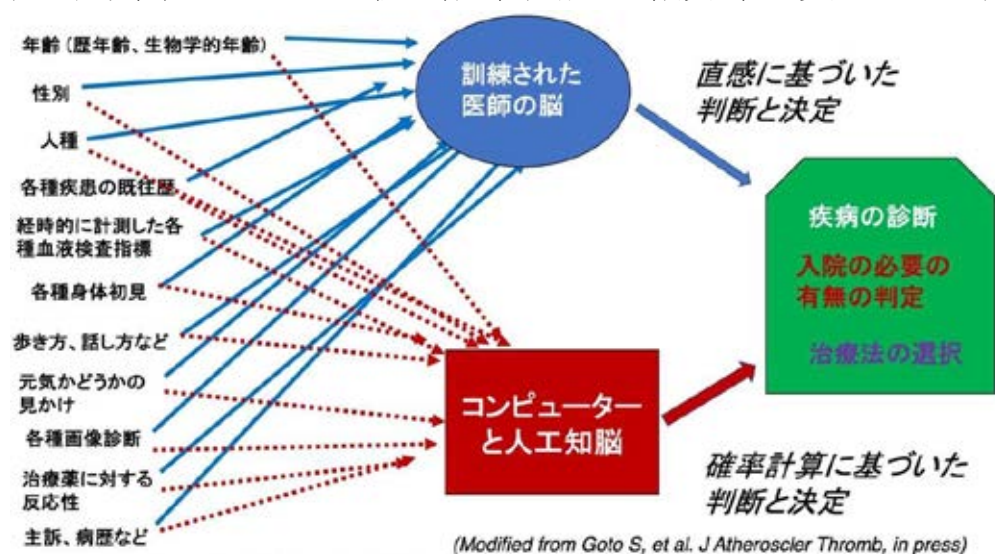 年齢(歴年齢、生物学的年齢)
性別
人種
各種疾患の既往歴
経時的に計測した各
種血液検査指標
各種身体初見
歩き方、話し方など
元気かどうかの
見かけ
各種画像診断
治療薬に対する
反応性
主訴、病歴など
訓練された
医師の脳
コンピューター
と人工知脳
直感に基づいた
判断と決定
疾病の診断
入院の必要の
有無の判定
治療法の選択
確率計算に基づいた
判断と決定
(Modified from Goto S, et al. J Atheroscler Thromb, in press)